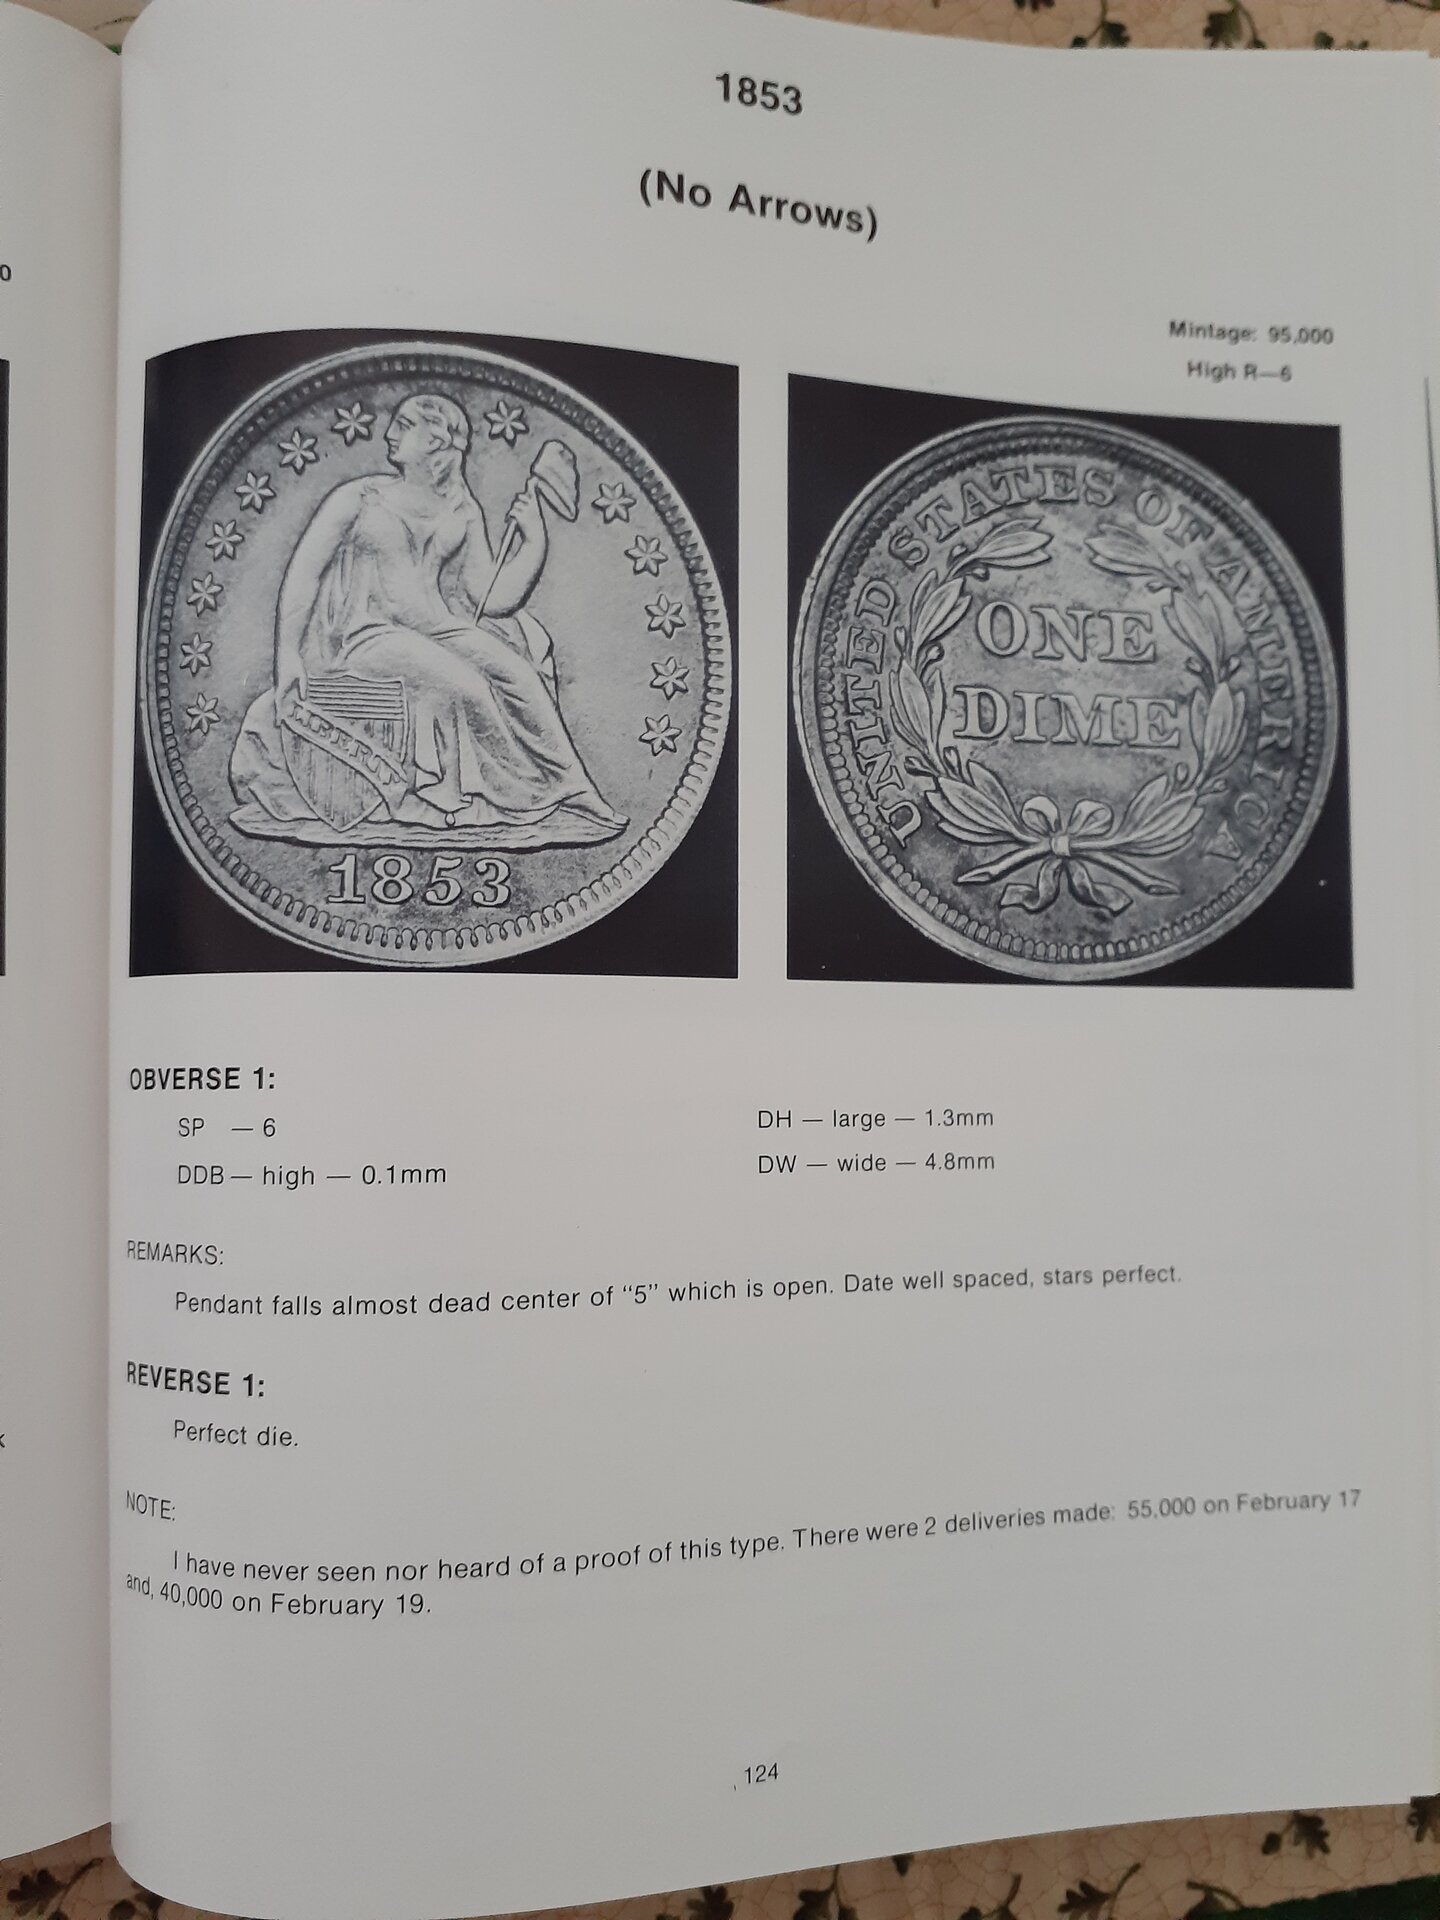 1853
(No Arrows)
Mintage: 95,000
High R—6
LIBERTY
1853
UNITED STATES OF AMERICA
ONE
DIME
OBVERSE 1:
SP — 6
DH — large — 1.3mm
DDB — high — 0.1mm
DW — wide — 4.8mm
REMARKS:
Pendant falls almost dead center of “5” which is open. Date well spaced, stars perfect.
REVERSE 1:
Perfect die.
NOTE:
I have never seen nor heard of a proof of this type. There were 2 deliveries made: 55,000 on February 17
and, 40,000 on February 19.
124